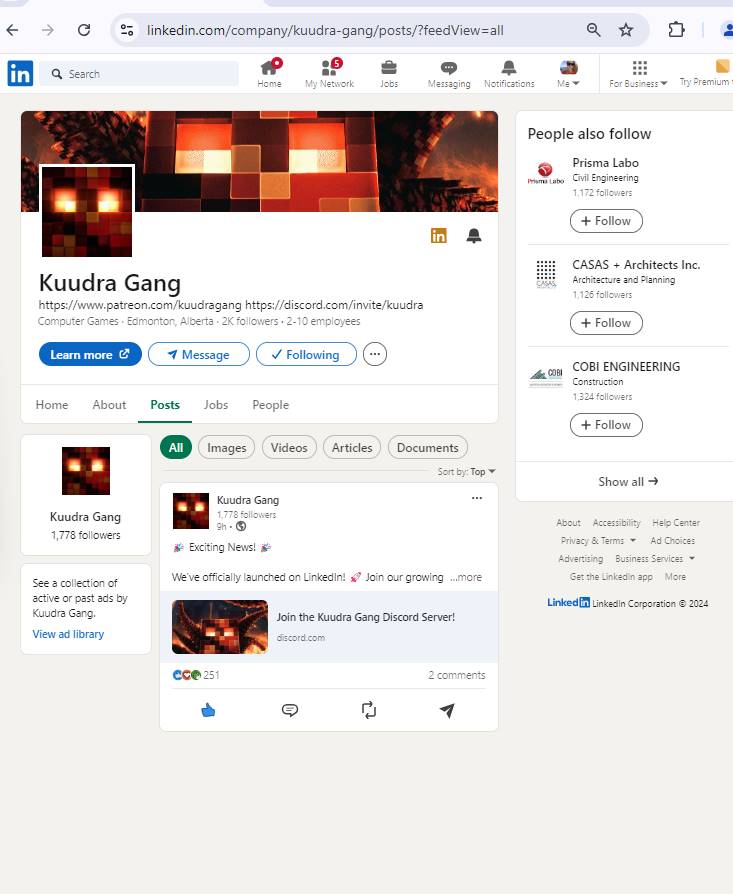 linkedin.com/company/kuudra-gang/posts/?feedView=all
in
Search
Home
5
My Network
Jobs
Messaging
Notifications
Me
For Business
Try Premium
Kuudra Gang
https://www.patreon.com/kuudragang https://discord.com/invite/kuudra
Computer Games · Edmonton, Alberta · 2K followers · 2-10 employees
Learn more
Message
Following
Home
About
Posts
Jobs
People
Kuudra Gang
1,778 followers
See a collection of
active or past ads by
Kuudra Gang.
View ad library
All
Images
Videos
Articles
Documents
Sort by: Top
Kuudra Gang
1,778 followers
9h •
🎉 Exciting News! 🎉
We've officially launched on LinkedIn! 🚀 Join our growing ...more
Join the Kuudra Gang Discord Server!
discord.com
251
2 comments
People also follow
Prisma Labo
Prisma Labo
Civil Engineering
1,172 followers
+ Follow
CASAS
CASAS + Architects Inc.
Architecture and Planning
1,126 followers
+ Follow
COBI
COBI ENGINEERING
Construction
1,324 followers
+ Follow
Show all →
About Accessibility Help Center
Privacy & Terms Ad Choices
Advertising Business Services
Get the LinkedIn app More
LinkedIn LinkedIn Corporation © 2024